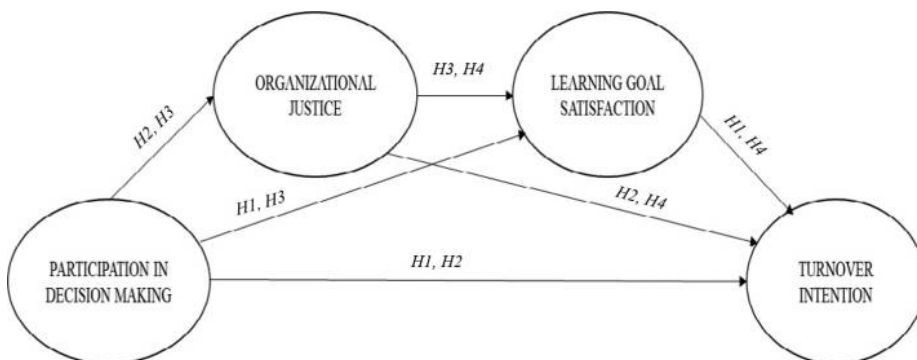 ORGANIZATIONAL
JUSTICE
H3, H4
LEARNING GOAL
SATISFACTION
H2, H3
H1, H4
H1, H3
H2, H4
PARTICIPATION IN
DECISION MAKING
H1, H2
TURNOVER
INTENTION